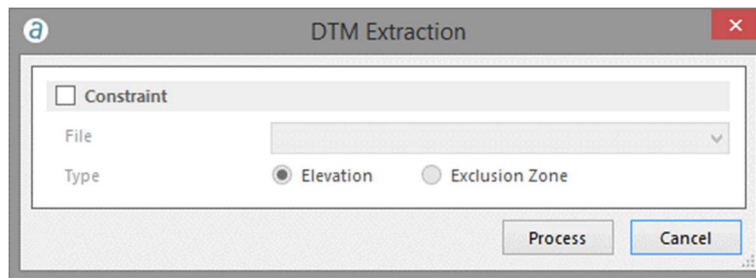 a DTM Extraction
Constraint
File
Type Elevation Exclusion Zone
Process Cancel